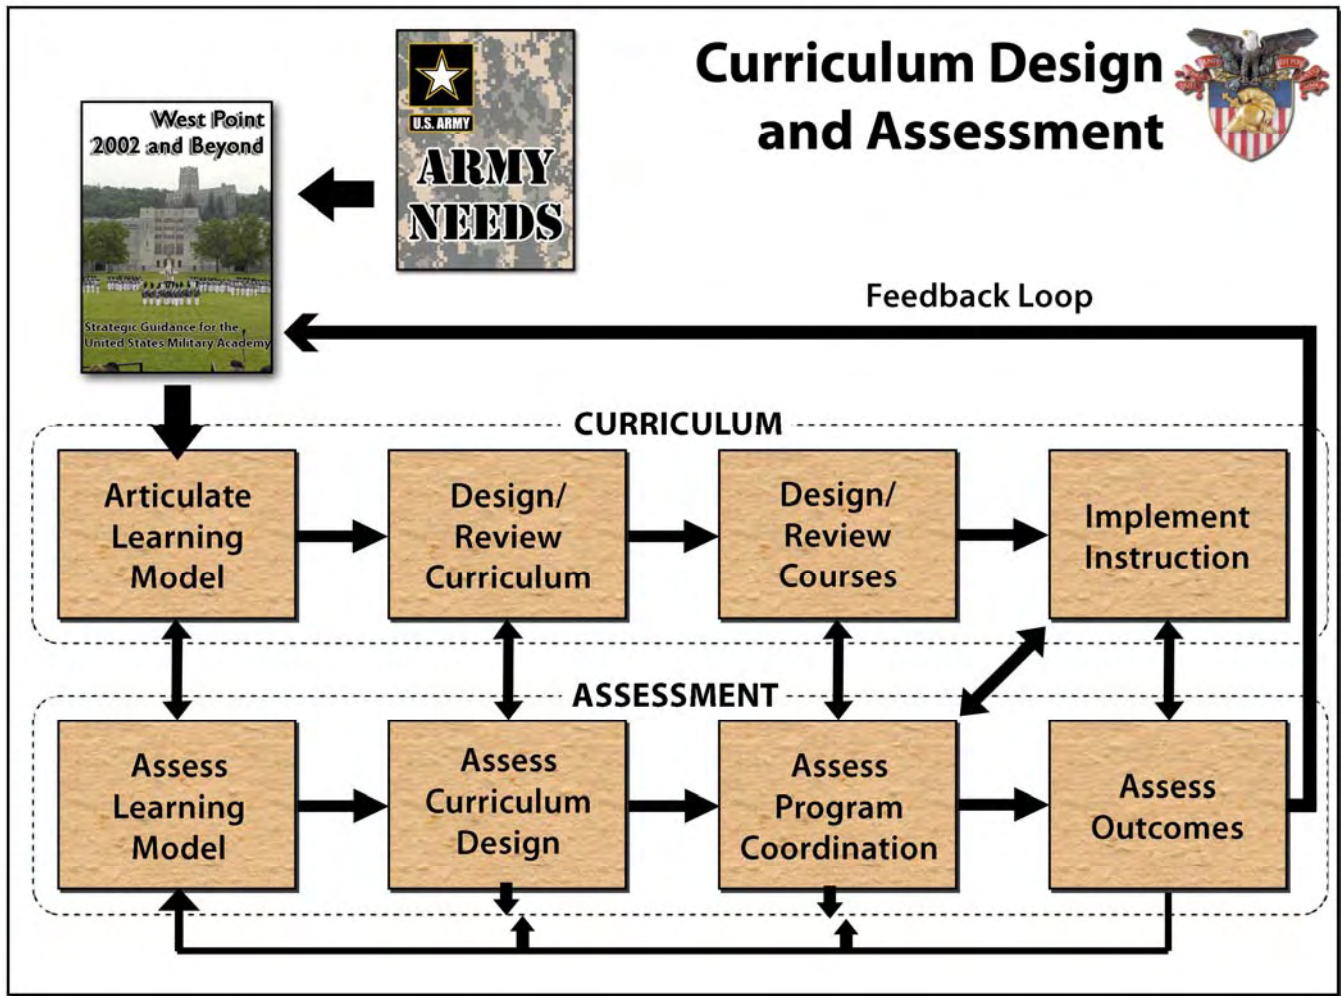 Curriculum Design
and Assessment
West Point
2002 and Beyond
Strategic Guidance for the
United States Military Academy
U.S. ARMY
ARMY
NEEDS
Feedback Loop
CURRICULUM
Articulate
Learning
Model
Design/
Review
Curriculum
Design/
Review
Courses
Implement
Instruction
ASSESSMENT
Assess
Learning
Model
Assess
Curriculum
Design
Assess
Program
Coordination
Assess
Outcomes